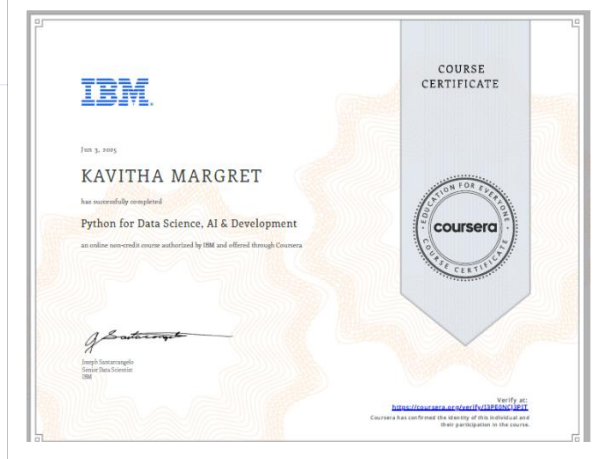 IBM
COURSE
CERTIFICATE
Jun 3, 2025
KAVITHA MARGRET
has successfully completed
Python for Data Science, AI & Development
an online non-credit course authorized by IBM and offered through Coursera
EDUCATION FOR EVERYONE
coursera
COURSE CERTIFICATE
Joseph Santarcangelo
Senior Data Scientist
IBM
Verify at:
Coursera has confirmed the identity of this individual and
their participation in the course.